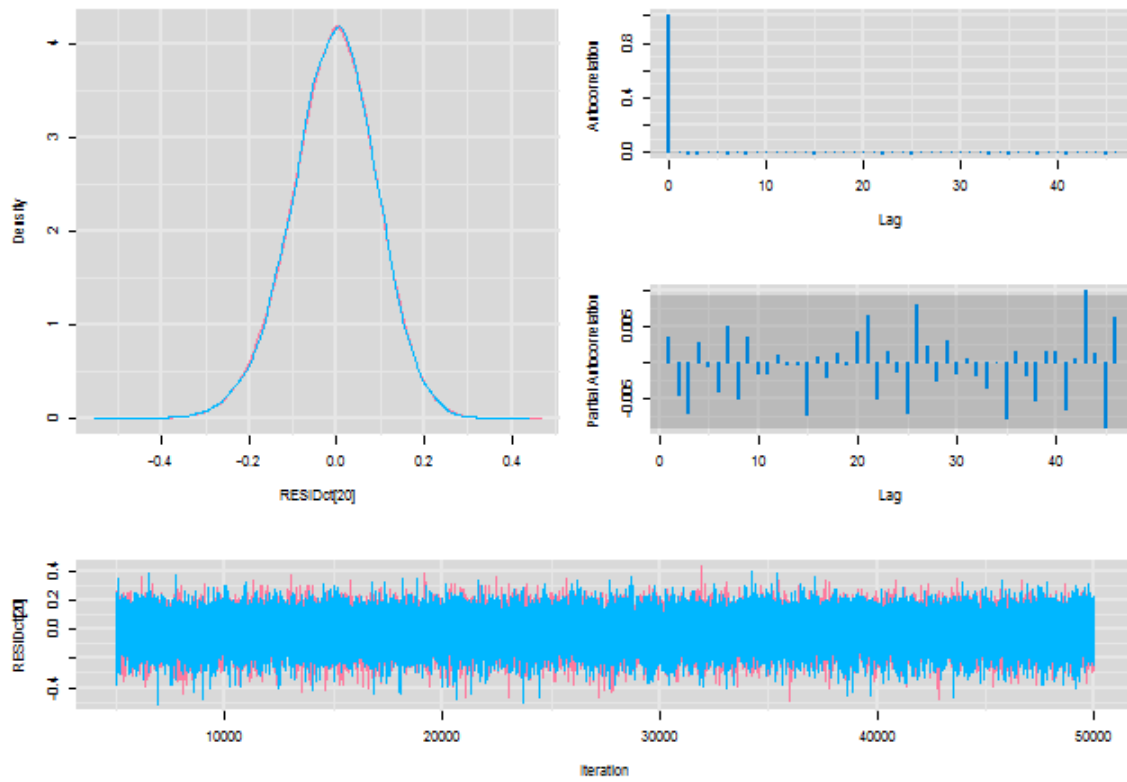 Density
4
3
2
1
0
-0.4 -0.2 0.0 0.2 0.4
RESIDct[20]
Autocorrelation
0.8
0.4
0.0
0 10 20 30 40
Lag
Partial Autocorrelation
0.005
-0.005
0 10 20 30 40
Lag
RESIDct[20]
0.4
0.2
0.0
-0.4
10000 20000 30000 40000 50000
Iteration